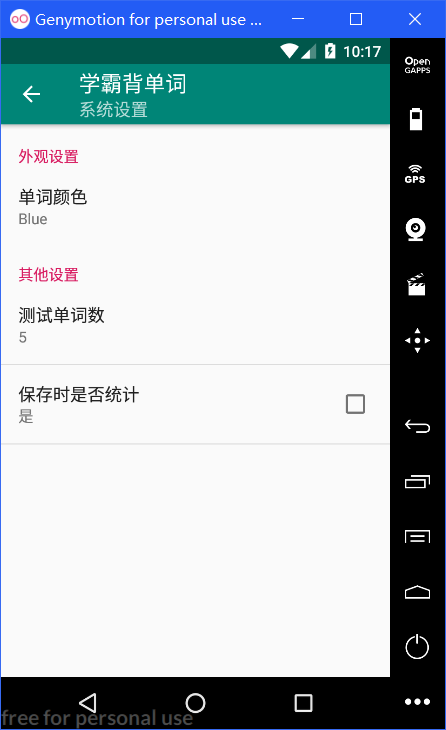 Genymotion for personal use ...
10:17
Open
GAPPS
学霸背单词
系统设置
外观设置
单词颜色
Blue
GPS
其他设置
测试单词数
5
保存时是否统计
是
free for personal use